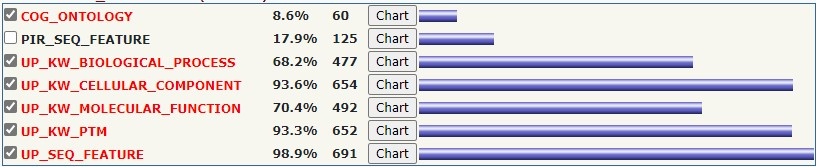 COG_ONTOLOGY 8.6% 60 Chart
PIR_SEQ_FEATURE 17.9% 125 Chart
UP_KW_BIOLOGICAL_PROCESS 68.2% 477 Chart
UP_KW_CELLULAR_COMPONENT 93.6% 654 Chart
UP_KW_MOLECULAR_FUNCTION 70.4% 492 Chart
UP_KW_PTM 93.3% 652 Chart
UP_SEQ_FEATURE 98.9% 691 Chart